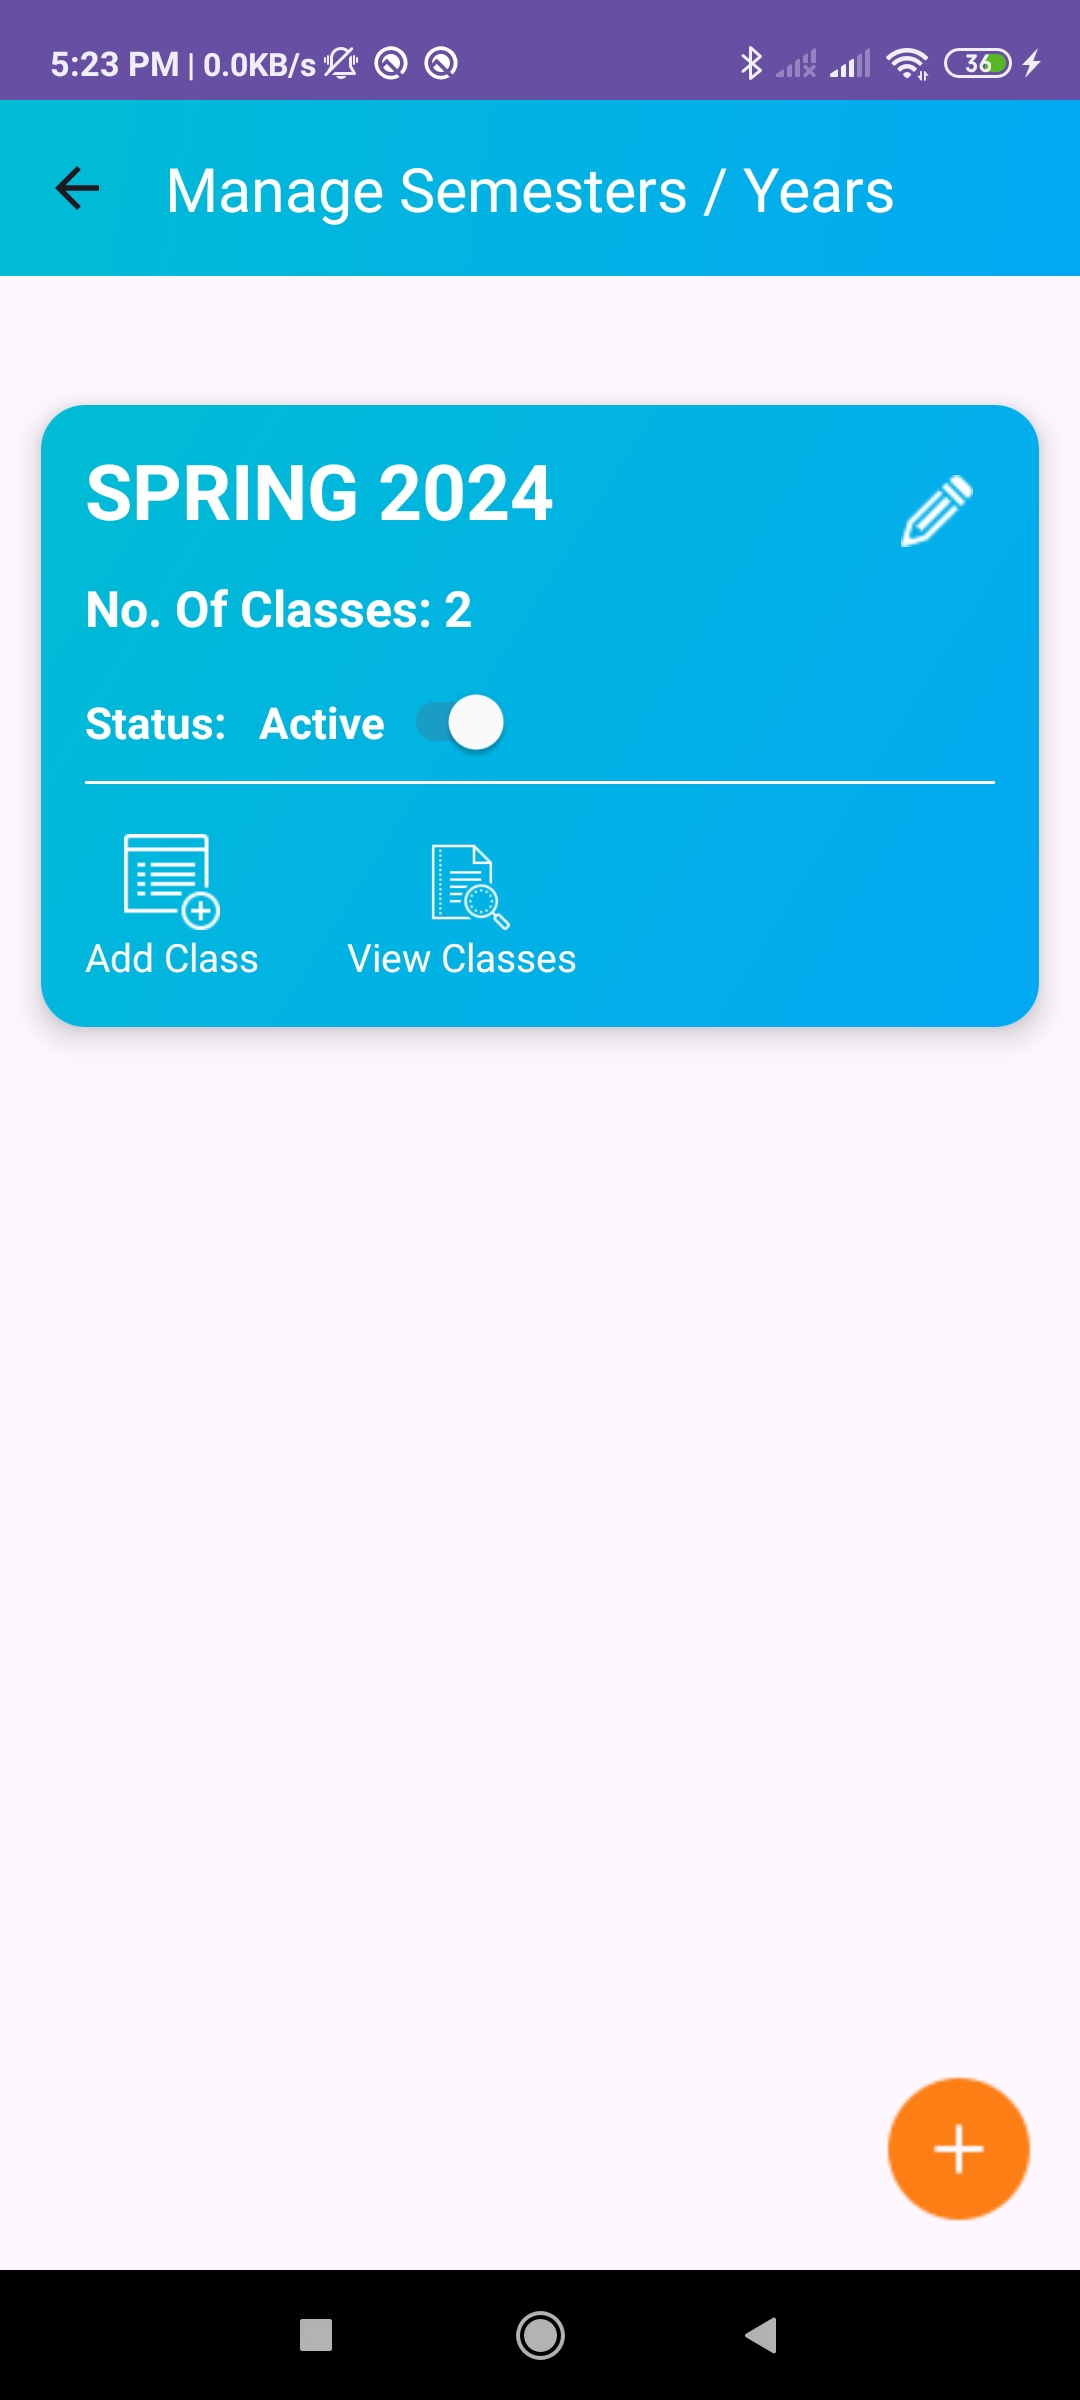 5:23 PM | 0.0KB/s 36
Manage Semesters / Years
SPRING 2024
No. Of Classes: 2
Status: Active
Add Class View Classes